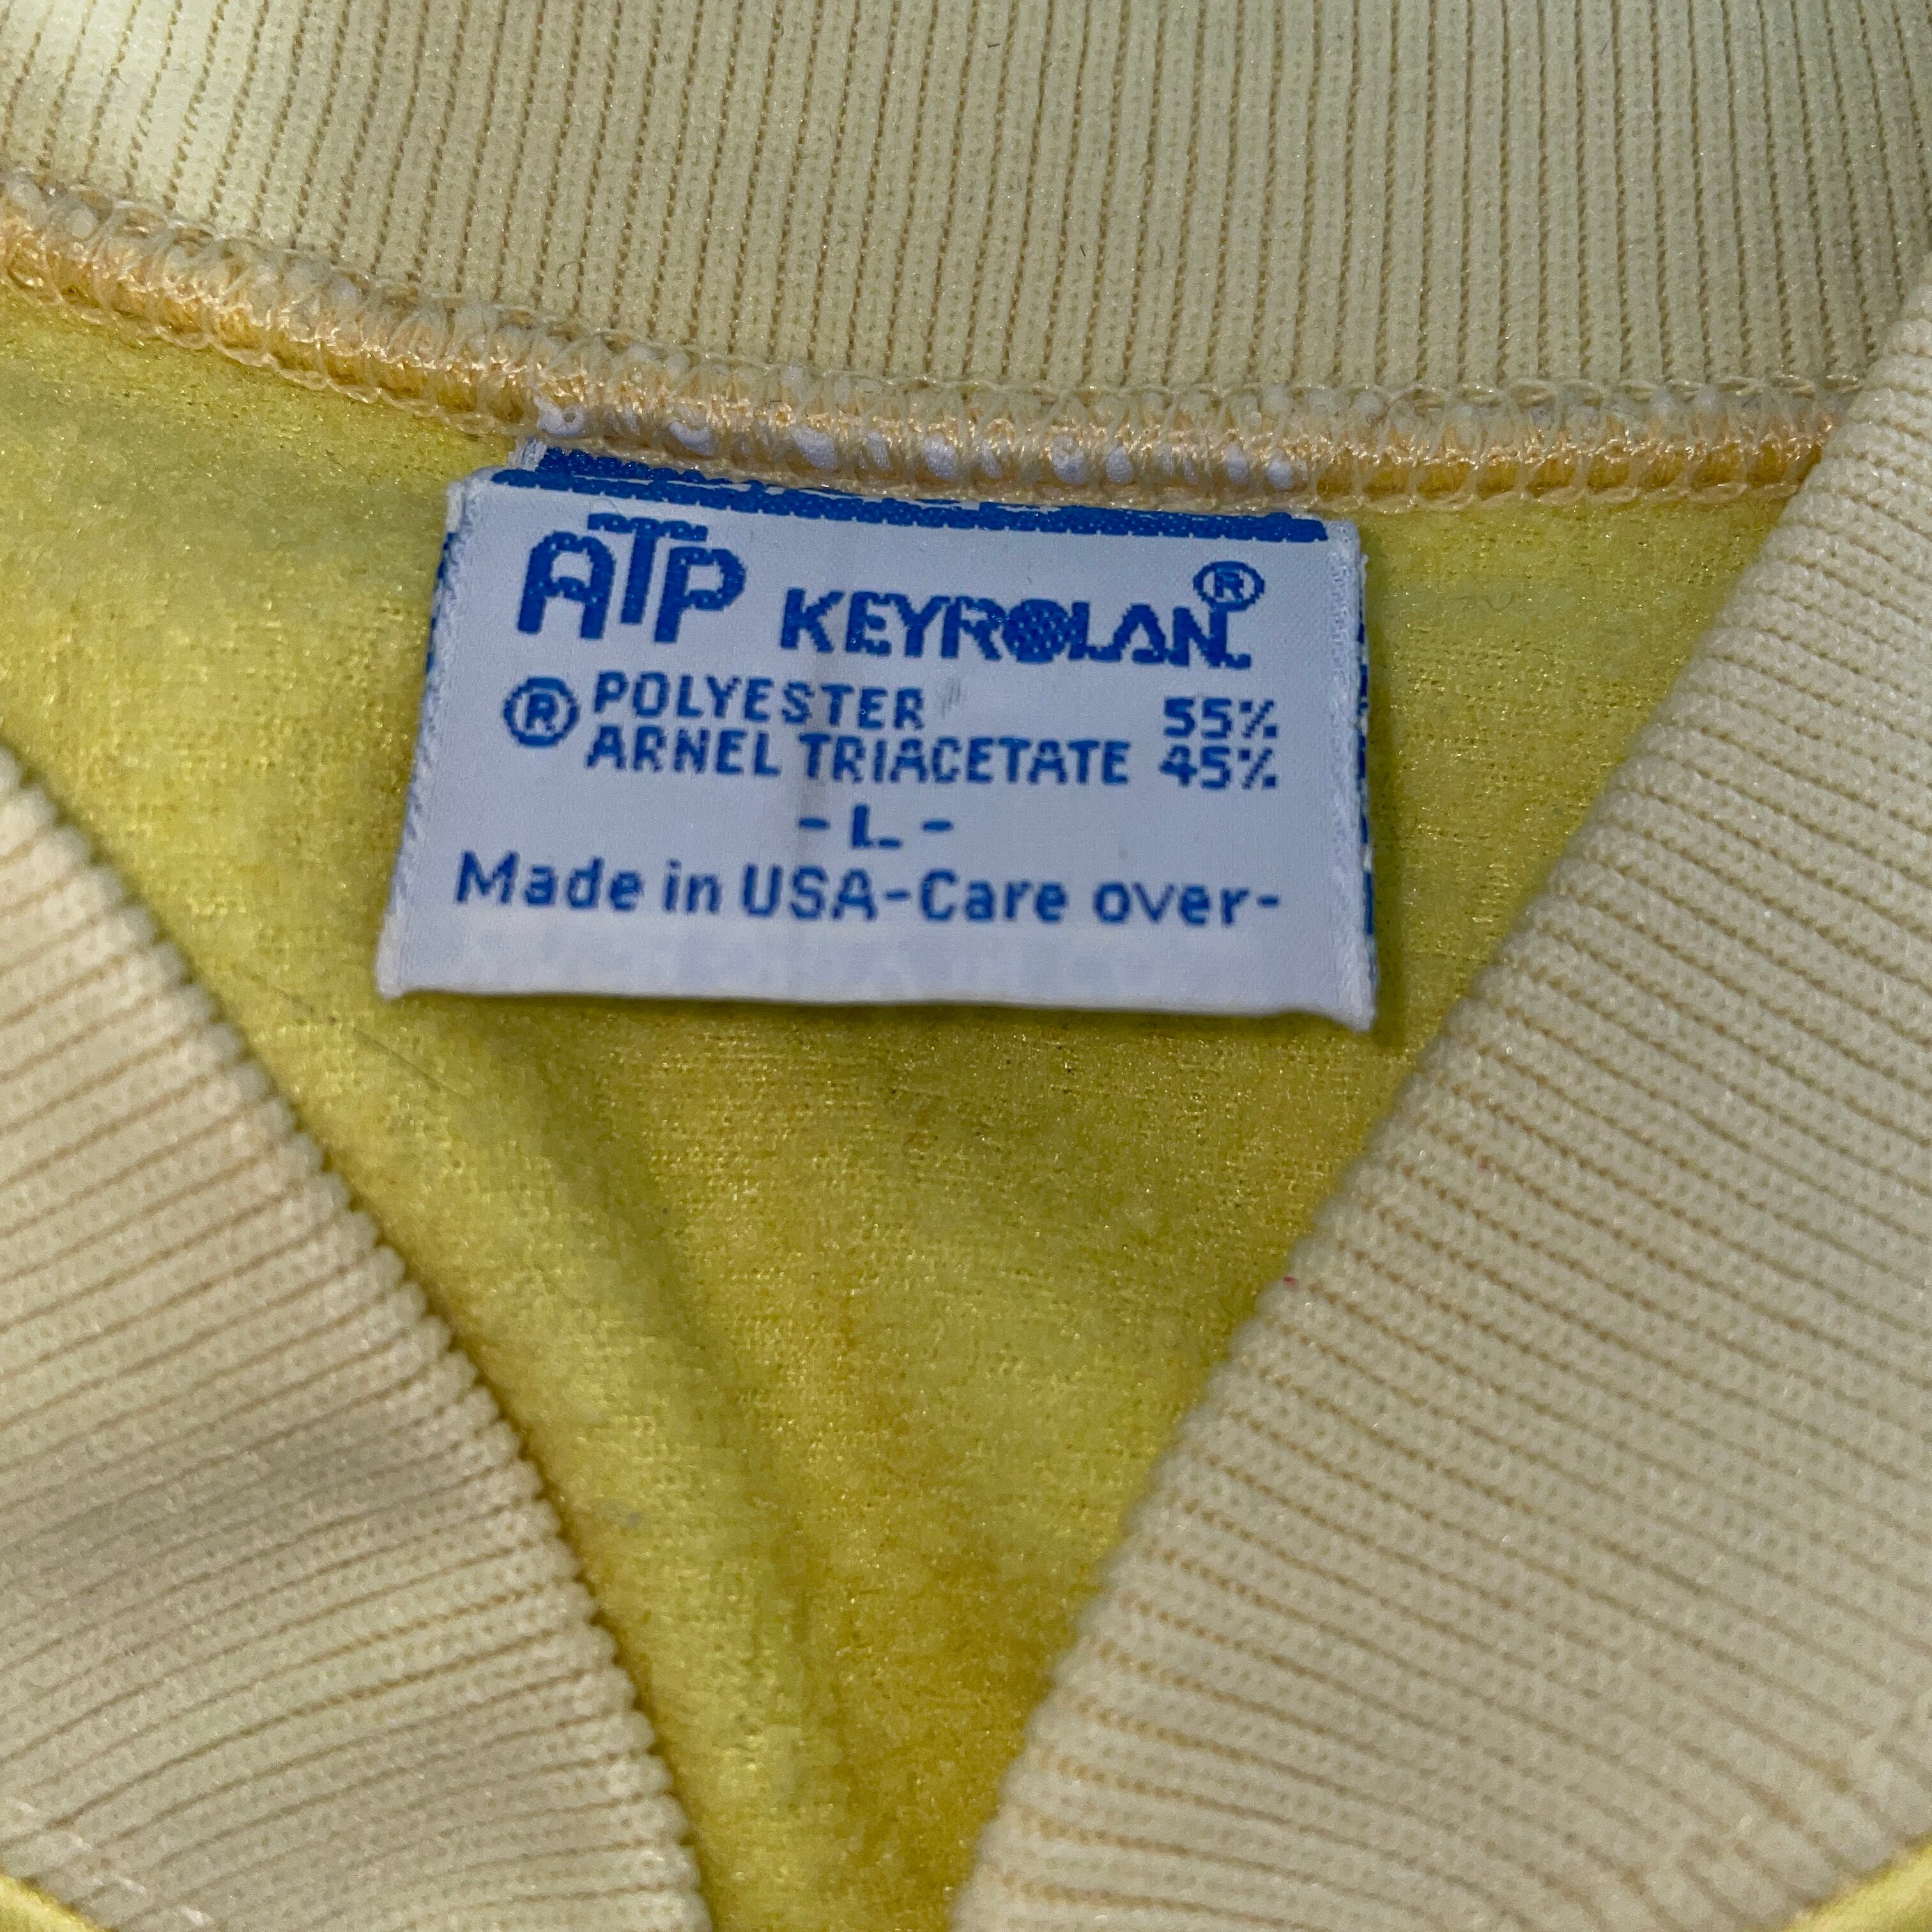 ATP KEYROLAN®
® POLYESTER 55%
ARNEL TRIACETATE 45%
- L -
Made in USA-Care over-